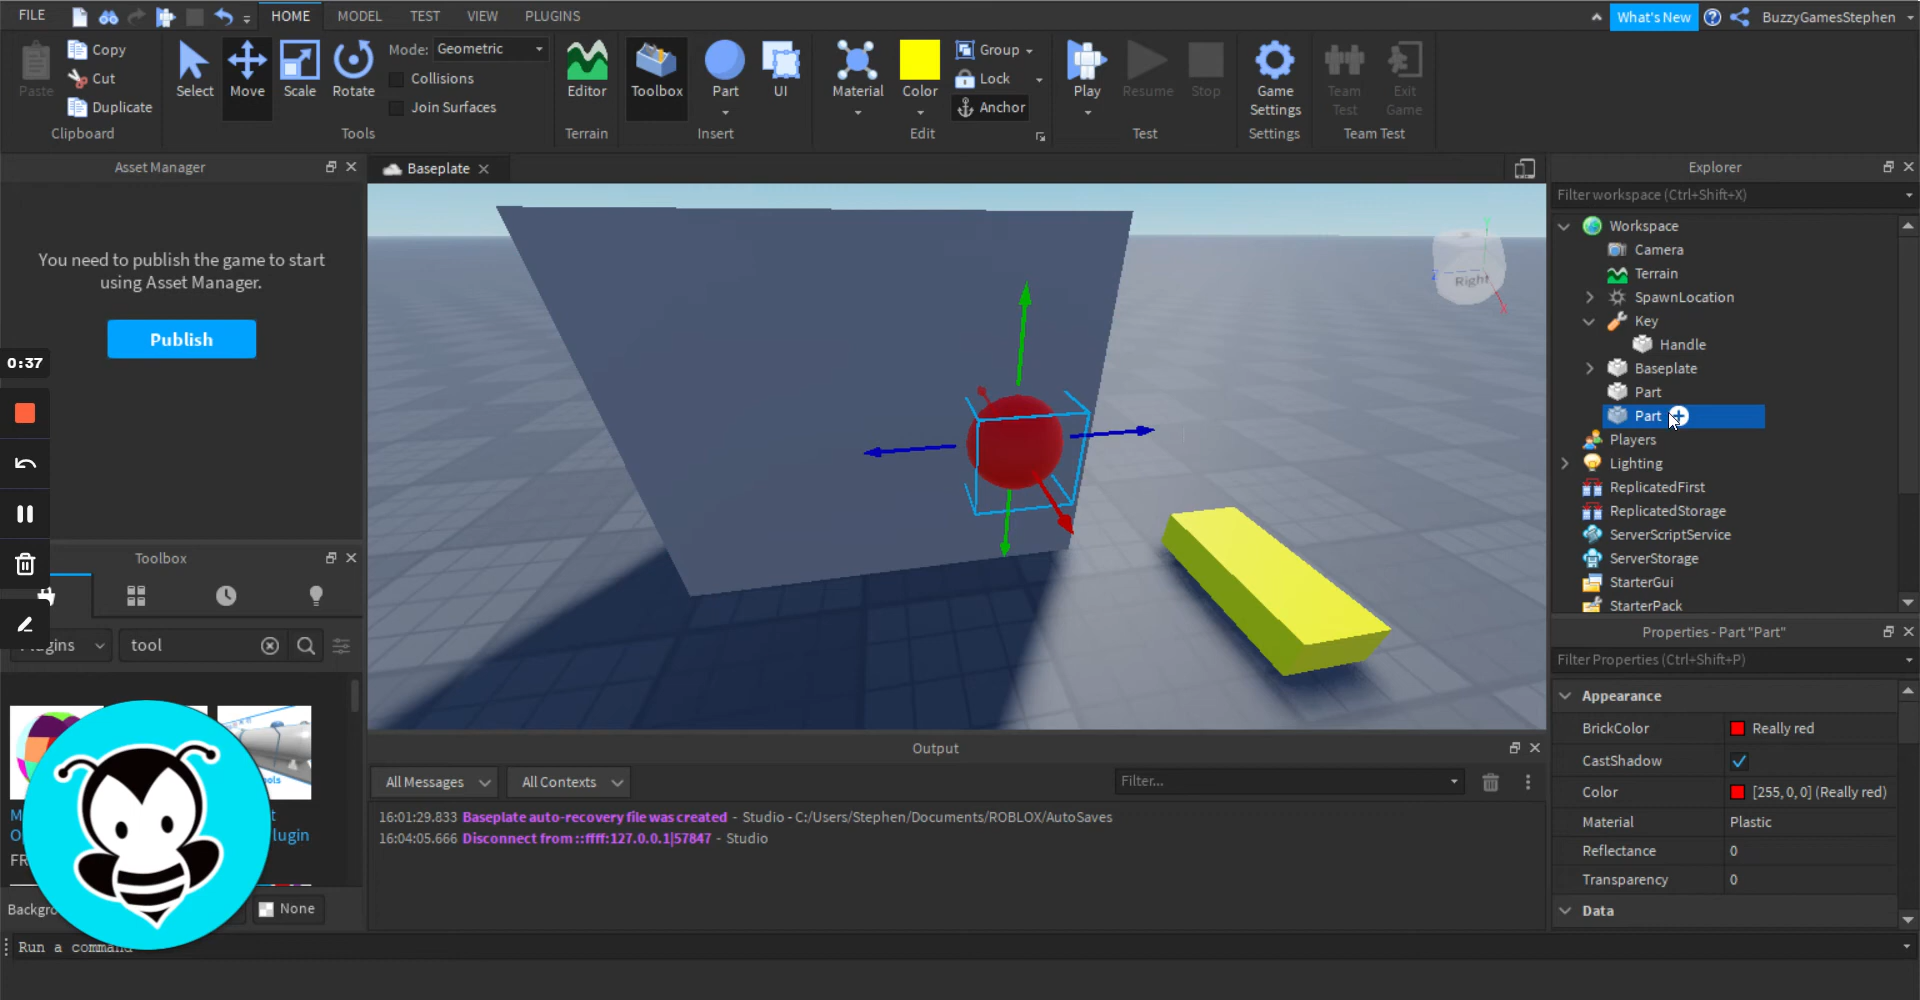 FILE
HOME
MODEL
TEST
VIEW
PLUGINS
What's New
BuzzyGamesStephen
Paste
Copy
Cut
Duplicate
Clipboard
Select
Move
Scale
Rotate
Mode: Geometric
Collisions
Join Surfaces
Tools
Editor
Terrain
Toolbox
Part
UI
Insert
Material
Color
Group
Lock
Anchor
Edit
Play
Resume
Stop
Test
Game
Settings
Settings
Team
Test
Exit
Game
Team Test
Asset Manager
You need to publish the game to start
using Asset Manager.
Publish
0:37
Toolbox
tool
FR
lugin
None
Baseplate
Right
Output
All Messages
All Contexts
Filter...
16:01:29.833 Baseplate auto-recovery file was created - Studio - C:/Users/Stephen/Documents/ROBLOX/AutoSaves
16:04:05.666 Disconnect from ::ffff:127.0.0.1|57847 - Studio
Run a command
Explorer
Filter workspace (Ctrl+Shift+X)
Workspace
Camera
Terrain
SpawnLocation
Key
Handle
Baseplate
Part
Part
Players
Lighting
ReplicatedFirst
ReplicatedStorage
ServerScriptService
ServerStorage
StarterGui
StarterPack
Properties - Part "Part"
Filter Properties (Ctrl+Shift+P)
Appearance
BrickColor Really red
CastShadow
Color [255, 0, 0] (Really red)
Material Plastic
Reflectance 0
Transparency 0
Data